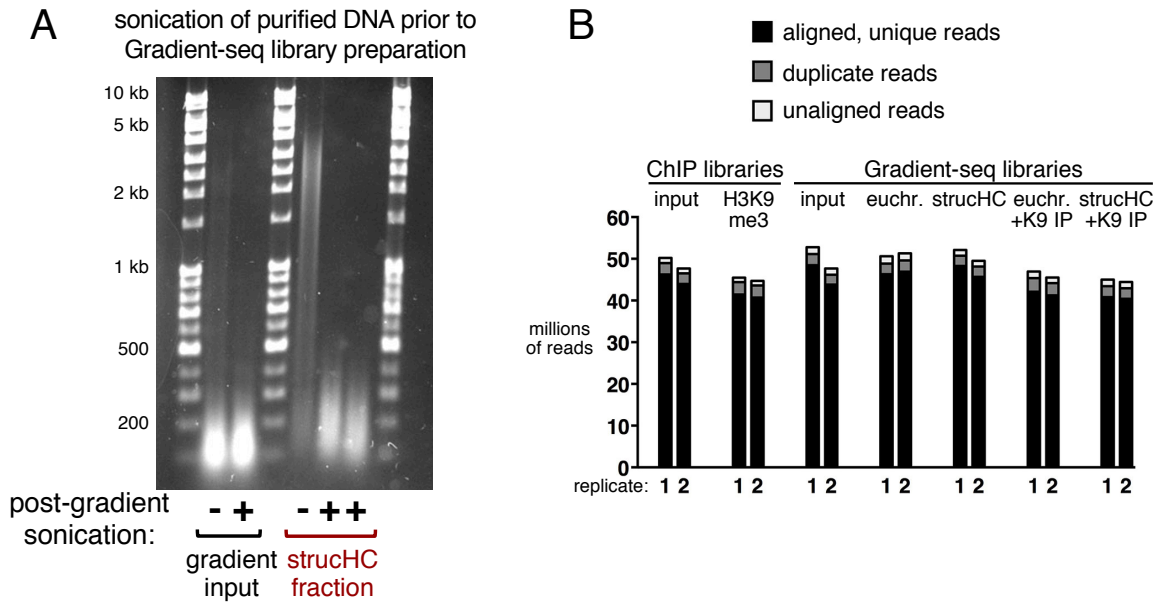 A
sonication of purified DNA prior to
Gradient-seq library preparation
10 kb
5 kb
2 kb
1 kb
500
200
post-gradient
sonication:
- + - + +
gradient
input
strucHC
fraction
B
aligned, unique reads
duplicate reads
unaligned reads
ChIP libraries
Gradient-seq libraries
input
H3K9
me3
input
euchr.
strucHC
euchr.
+K9 IP
strucHC
+K9 IP
millions
of reads
60
50
40
30
20
10
0
replicate: 1 2 1 2 1 2 1 2 1 2 1 2 1 2